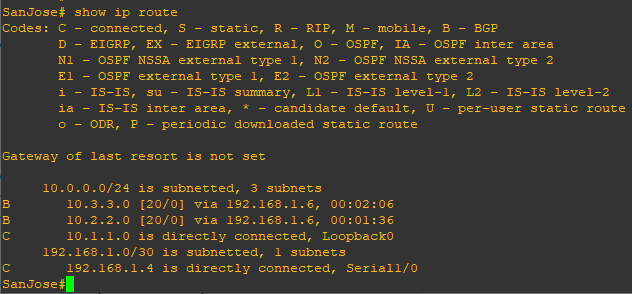 SanJose# show ip route
Codes: C - connected, S - static, R - RIP, M - mobile, B - BGP
       D - EIGRP, EX - EIGRP external, O - OSPF, IA - OSPF inter area
       N1 - OSPF NSSA external type 1, N2 - OSPF NSSA external type 2
       E1 - OSPF external type 1, E2 - OSPF external type 2
       i - IS-IS, su - IS-IS summary, L1 - IS-IS level-1, L2 - IS-IS level-2
       ia - IS-IS inter area, * - candidate default, U - per-user static route
       o - ODR, P - periodic downloaded static route
Gateway of last resort is not set
     10.0.0.0/24 is subnetted, 3 subnets
B       10.3.3.0 [20/0] via 192.168.1.6, 00:02:06
B       10.2.2.0 [20/0] via 192.168.1.6, 00:01:36
C       10.1.1.0 is directly connected, Loopback0
     192.168.1.0/30 is subnetted, 1 subnets
C       192.168.1.4 is directly connected, Serial1/0
SanJose#